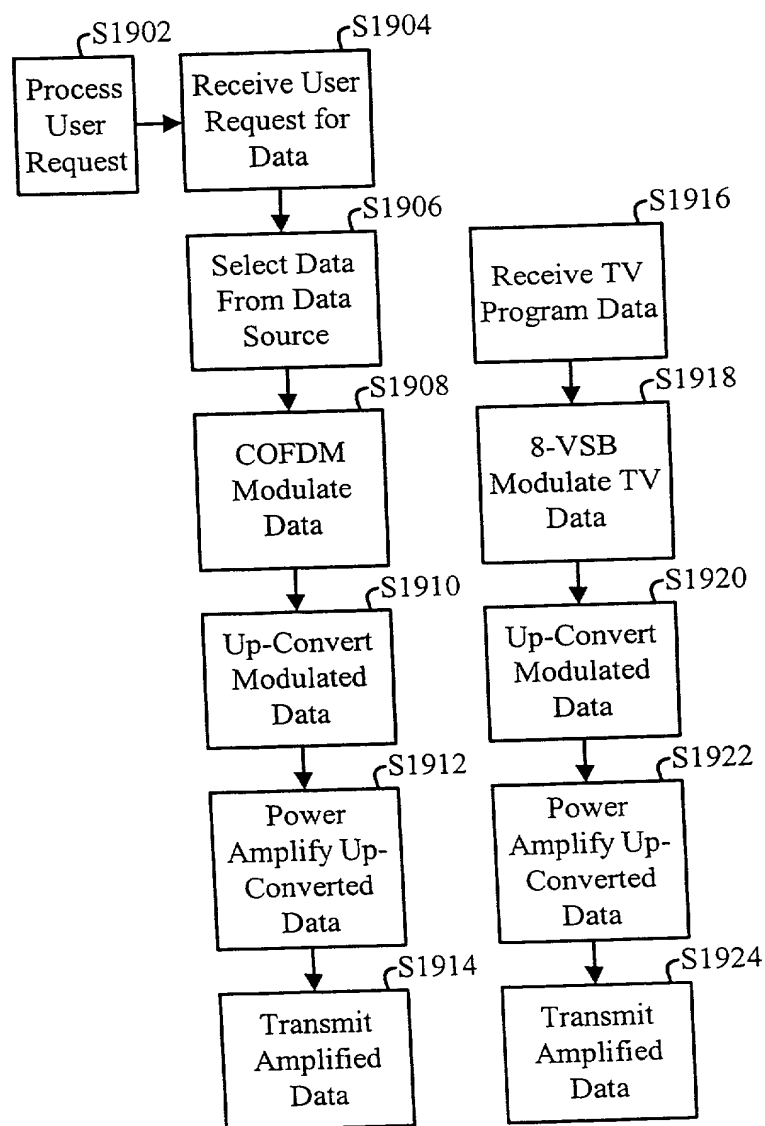 S1902
Process
User
Request
S1904
Receive User
Request for
Data
S1906
Select Data
From Data
Source
S1908
COFDM
Modulate
Data
S1910
Up-Convert
Modulated
Data
S1912
Power
Amplify Up-
Converted
Data
S1914
Transmit
Amplified
Data
S1916
Receive TV
Program Data
S1918
8-VSB
Modulate TV
Data
S1920
Up-Convert
Modulated
Data
S1922
Power
Amplify Up-
Converted
Data
S1924
Transmit
Amplified
Data